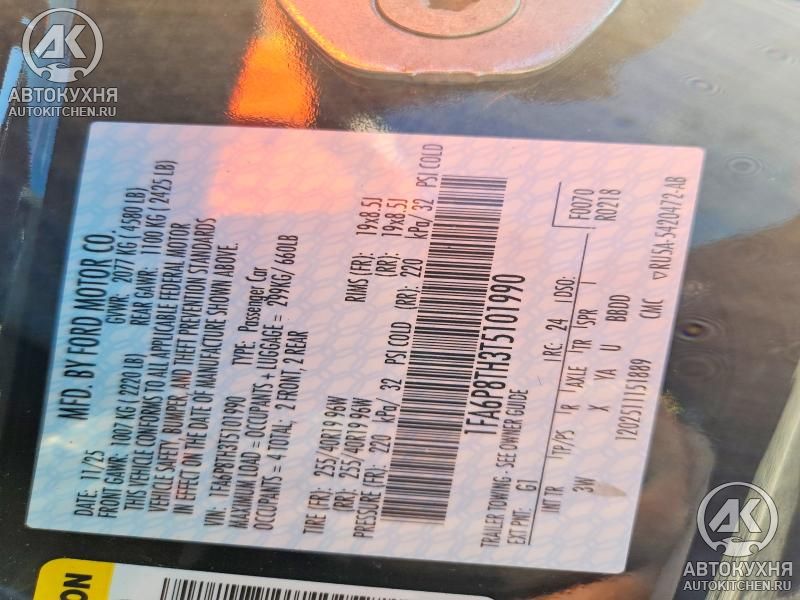 MFD. BY FORD MOTOR CO.
DATE: 11/25 GVWR: 2077 KG ( 4580 LB)
FRONT GAWR: 1007 KG ( 2220 LB) REAR GAWR: 1100 KG ( 2425 LB)
THIS VEHICLE CONFORMS TO ALL APPLICABLE FEDERAL MOTOR
VEHICLE SAFETY, BUMPER, AND THEFT PREVENTION STANDARDS
IN EFFECT ON THE DATE OF MANUFACTURE SHOWN ABOVE.
VIN: 1FA6P8TH3T5101990 TYPE: Passenger Car
MAXIMUM LOAD = OCCUPANTS + LUGGAGE = 299KG/ 660LB
OCCUPANTS = 4 TOTAL; 2 FRONT, 2 REAR
TIRE (FR): 255/40R19 96W RIMS (FR): 19x8.5J
(RR): 255/40R19 96W (RR): 19x8.5J
PRESSURE (FR): 220 kPa/ 32 PSI COLD (RR): 220 kPa/ 32 PSI COLD
1FA6P8TH3T5101990
TRAILER TOWING- SEE OWNER GUIDE
EXT PNT: G1 RC: 24 DSO: F0070
R0218
INT TR TP/PS R AXLE TR SPR
3W X YA U BBDD
12025111151889 CMC ▽RU5A-5420472-AB
ON
АВТОКУХНЯ
AUTOKITCHEN.RU
АВТОКУХНЯ
AUTOKITCHEN.RU